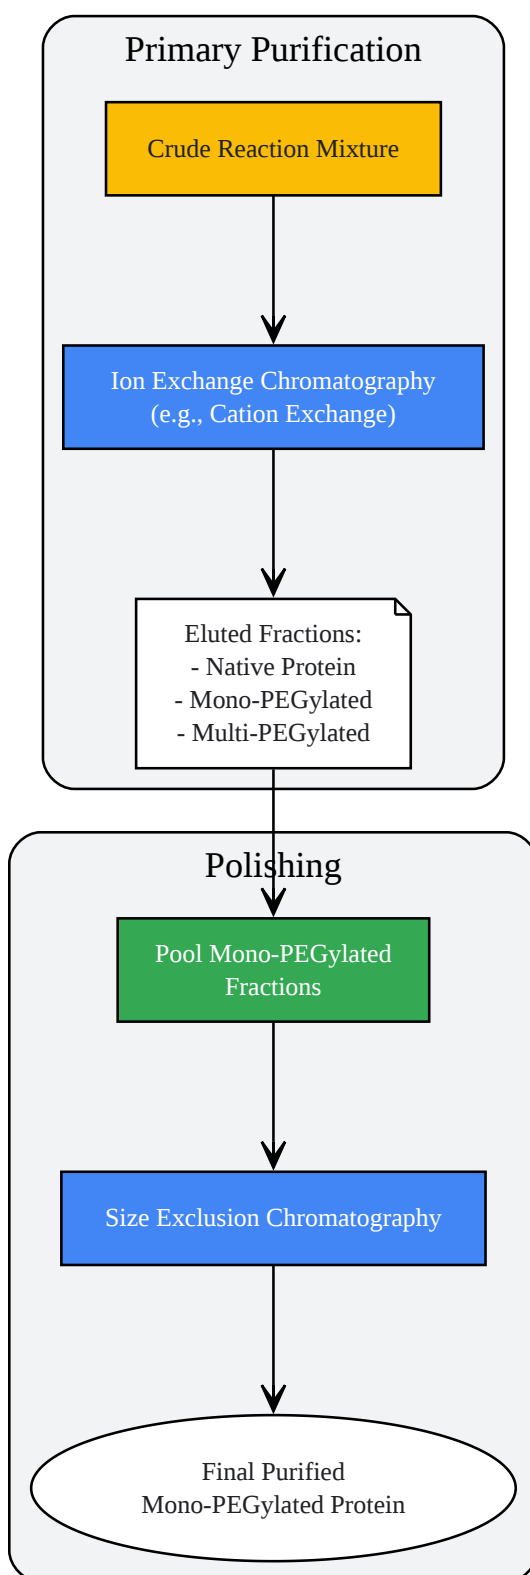 Primary Purification
Crude Reaction Mixture
Ion Exchange Chromatography
(e.g., Cation Exchange)
Eluted Fractions:
- Native Protein
- Mono-PEGylated
- Multi-PEGylated
Polishing
Pool Mono-PEGylated
Fractions
Size Exclusion Chromatography
Final Purified
Mono-PEGylated Protein